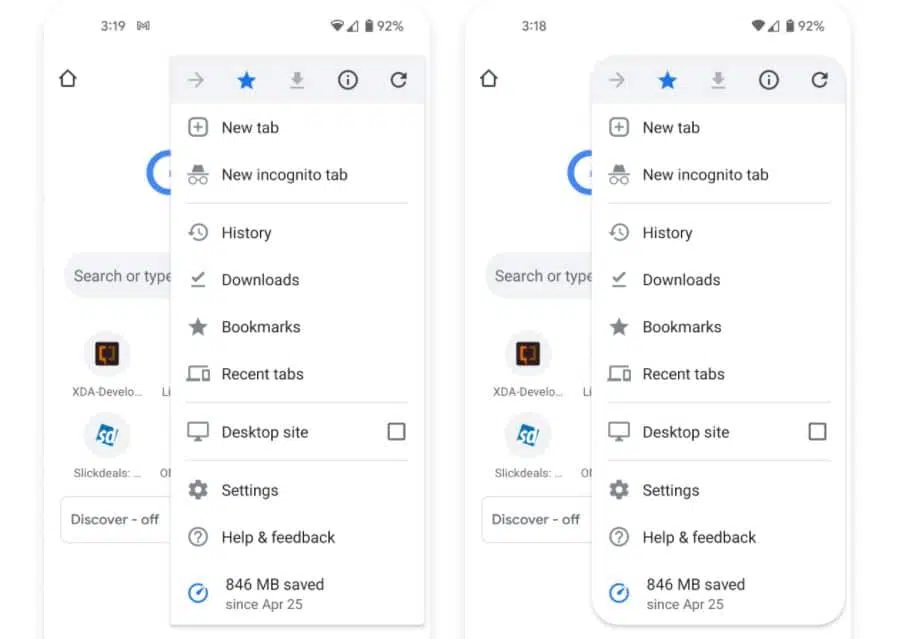 3:19
92%
New tab
New incognito tab
History
Search or type
Downloads
Bookmarks
Recent tabs
XDA-Develo...
Li
Desktop site
Slickdeals: ...
Settings
Discover - off
Help & feedback
846 MB saved
since Apr 25
3:18
92%
New tab
New incognito tab
History
Search or type
Downloads
Bookmarks
Recent tabs
XDA-Develo...
Li
Desktop site
Slickdeals: ...
Settings
Discover - off
Help & feedback
846 MB saved
since Apr 25